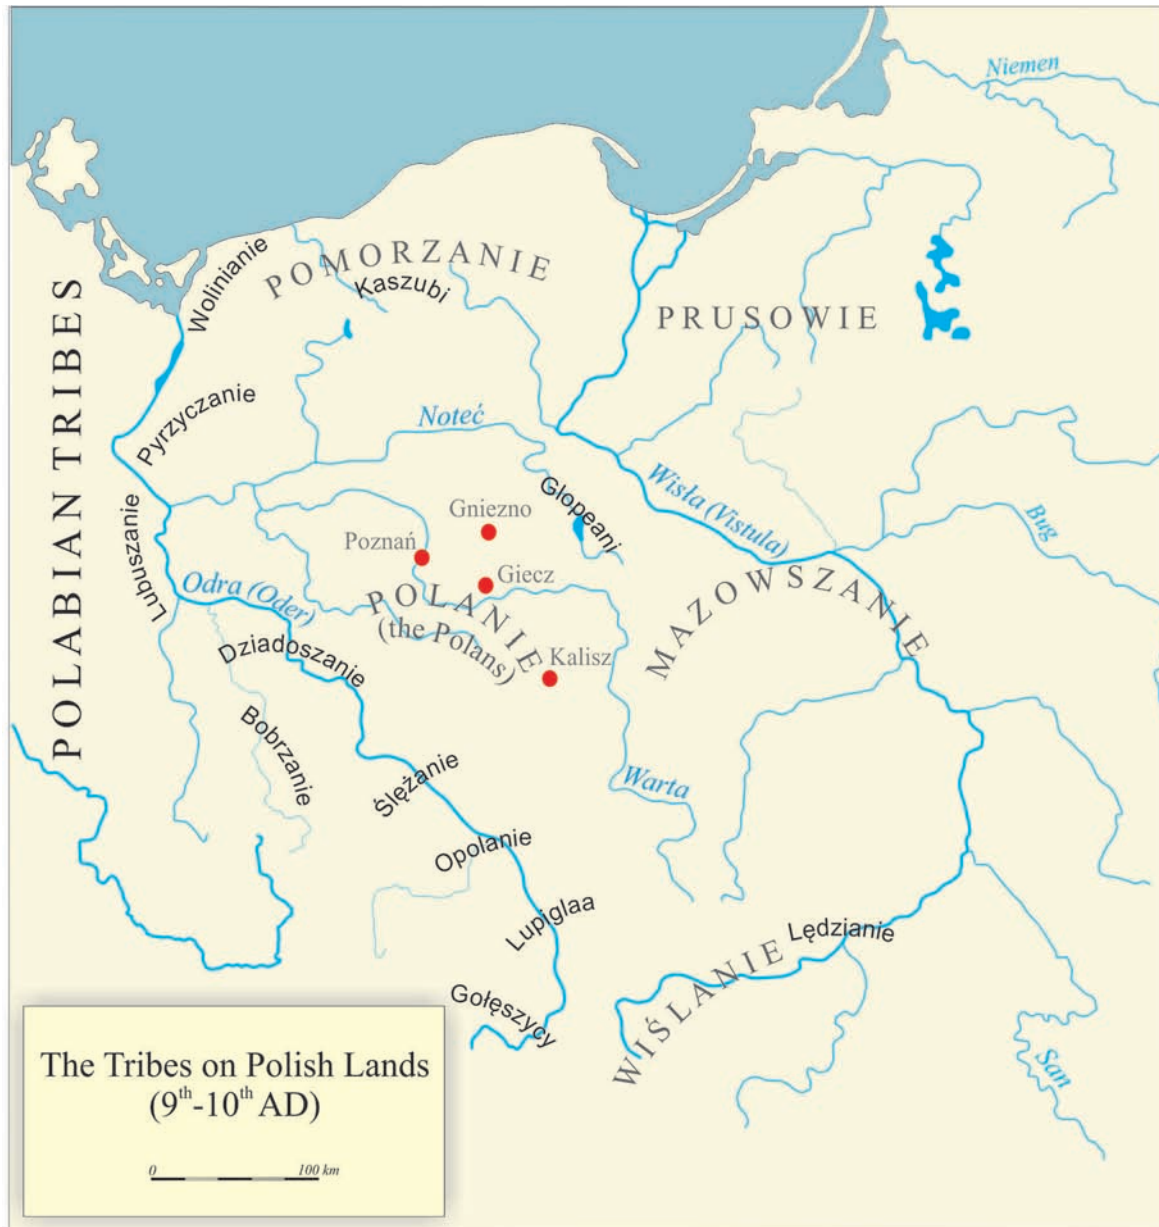 Niemen
Wolinianie
POMORZANIE
Kaszubi
PRUSOWIE
POLABIAN TRIBES
Pyrzyczanie
Noteć
Glopeani
Wisła (Vistula)
Gniezno
Poznań
Giecz
Bug
Lubuszanie
Odra (Oder)
POLANIE
(the Polans)
MAZOWSZANIE
Dziadoszanie
Kalisz
Bobrzanie
Ślężanie
Warta
Opolanie
Lupiglaa
Lędzianie
WIŚLANIE
Gołęszycy
San
The Tribes on Polish Lands
(9th-10th AD)
0 100 km